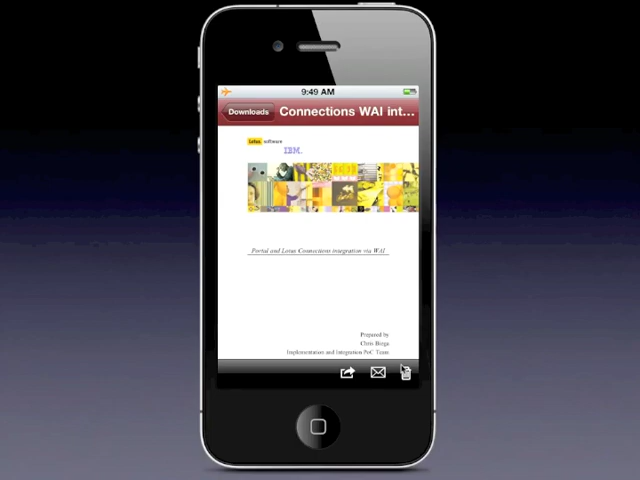 9:49 AM
Downloads
Connections WAI int...
Lotus. software
IBM.
Portal and Lotus Connections integration via WAI
Prepared by
Chris Birga
Implementation and Integration PoC Team